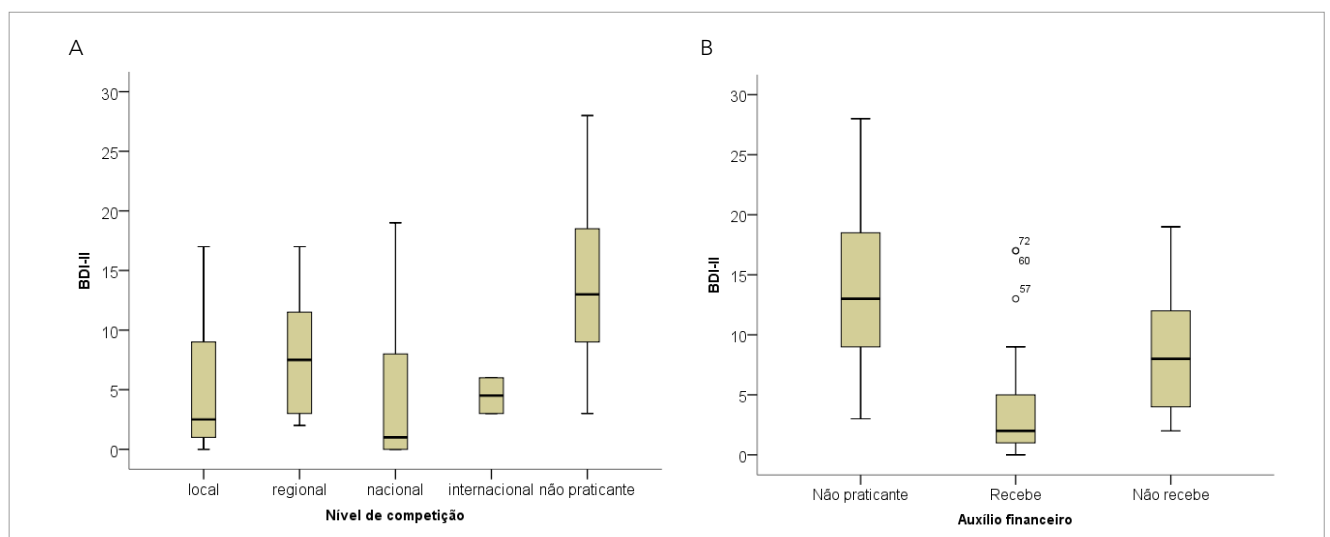 A
30
25
20
15
10
5
0
BDI-II
local regional nacional internacional não praticante
Nível de competição
B
30
25
20
15
10
5
0
BDI-II
72
60
57
Não praticante Recebe Não recebe
Auxílio financeiro